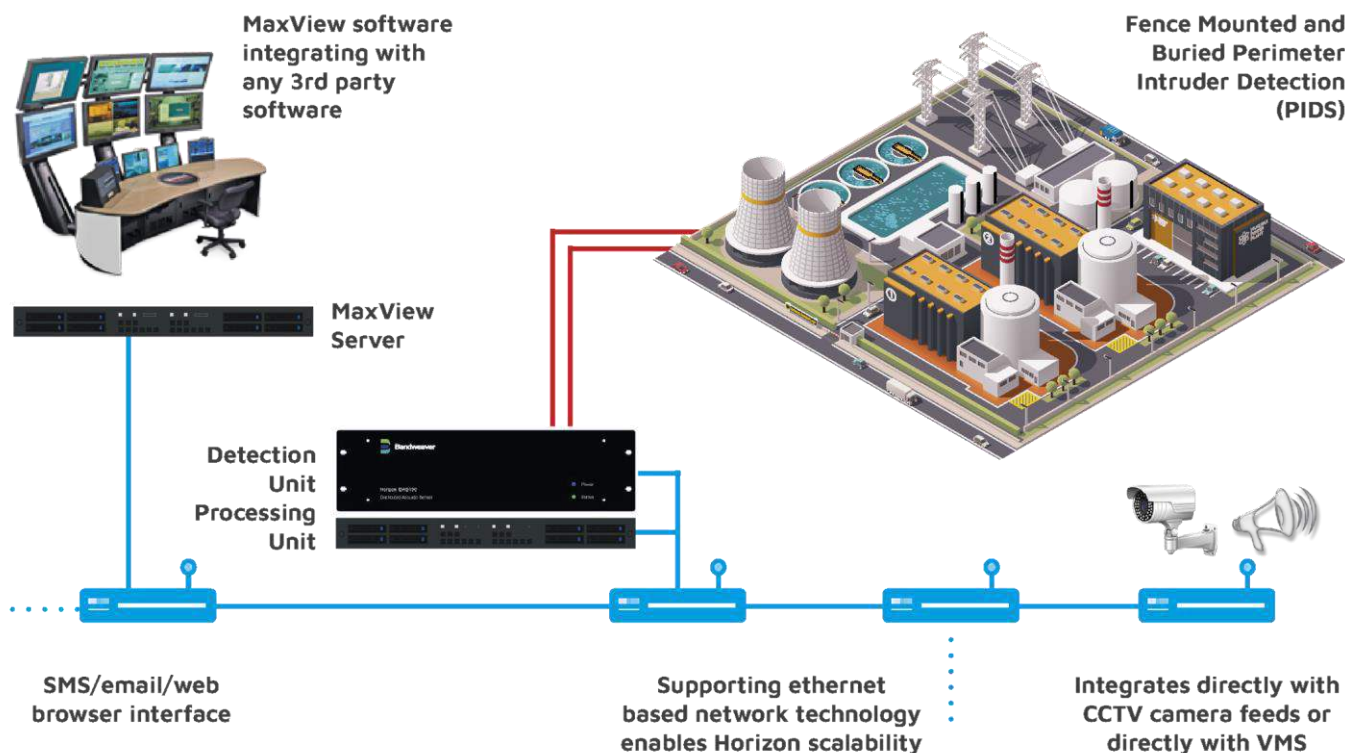 MaxView software
integrating with
any 3rd party
software
Fence Mounted and
Buried Perimeter
Intruder Detection
(PIDS)
MaxView
Server
Detection
Unit
Processing
Unit
Bandweaver
Power
Status
SMS/email/web
browser interface
Supporting ethernet
based network technology
enables Horizon scalability
Integrates directly with
CCTV camera feeds or
directly with VMS